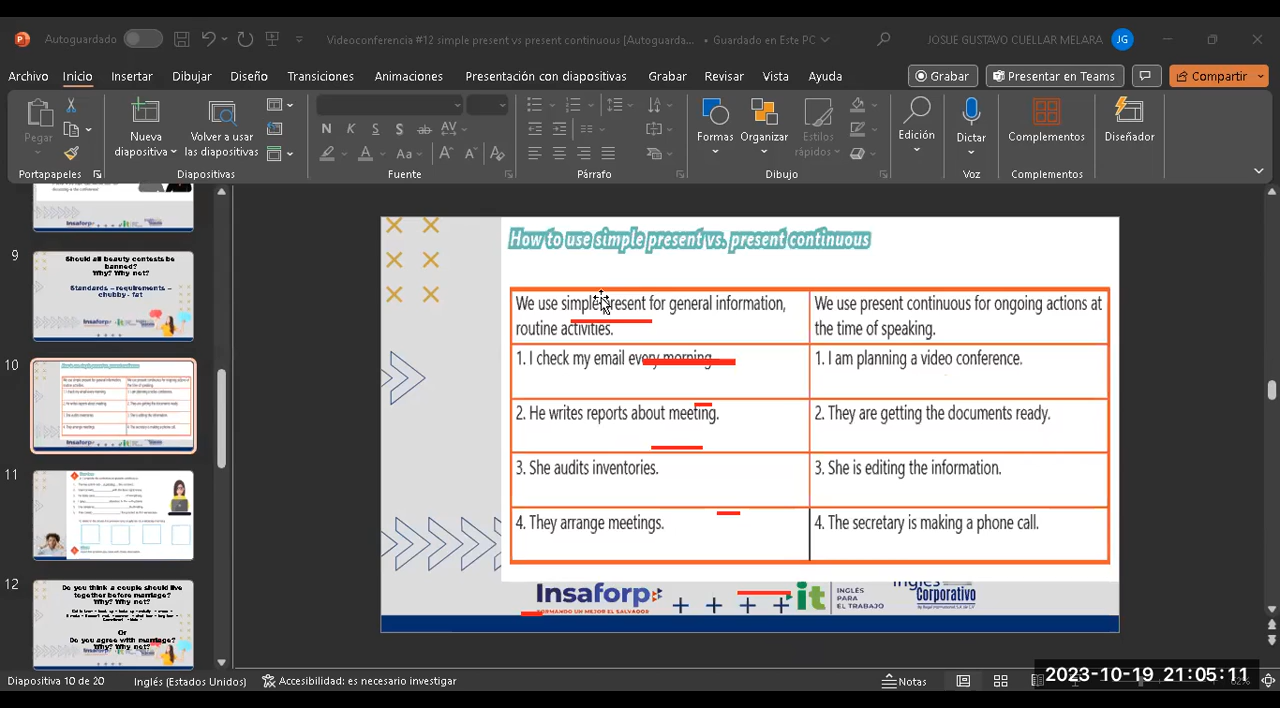 Autoguardado
Videoconferencia #12 simple present vs present continuous [Autoguarda... • Guardado en Este PC
JOSUE GUSTAVO CUELLAR MELARA JG
Archivo Inicio Insertar Dibujar Diseño Transiciones Animaciones Presentación con diapositivas Grabar Revisar Vista Ayuda
Grabar Presentar en Teams Compartir
Pegar
Nueva diapositiva
Volver a usar las diapositivas
Formas Organizar Estilos rápidos
Edición Dictar Complementos Diseñador
Portapapeles Diapositivas Fuente Párrafo Dibujo Voz Complementos
9
Should all beauty contests be
banned?
Why? Why not?
Standards – requirements –
chubby - fat
10
11
12
Do you think a couple should live
together before marriage?
Why? Why not?
Or
Do you agree with marriage?
Why? Why not?
How to use simple present vs. present continuous
We use simple present for general information,
routine activities.
We use present continuous for ongoing actions at
the time of speaking.
1. I check my email every morning
1. I am planning a video conference.
2. He writes reports about meeting.
2. They are getting the documents ready.
3. She audits inventories.
3. She is editing the information.
4. They arrange meetings.
4. The secretary is making a phone call.
Insaforp
FORMANDO UN MEJOR EL SALVADOR
it
INGLÉS
PARA EL
TRABAJO
Inglés
Corporativo
Diapositiva 10 de 20 Inglés (Estados Unidos) Accesibilidad: es necesario investigar
Notas
2023-10-19 21:05:11